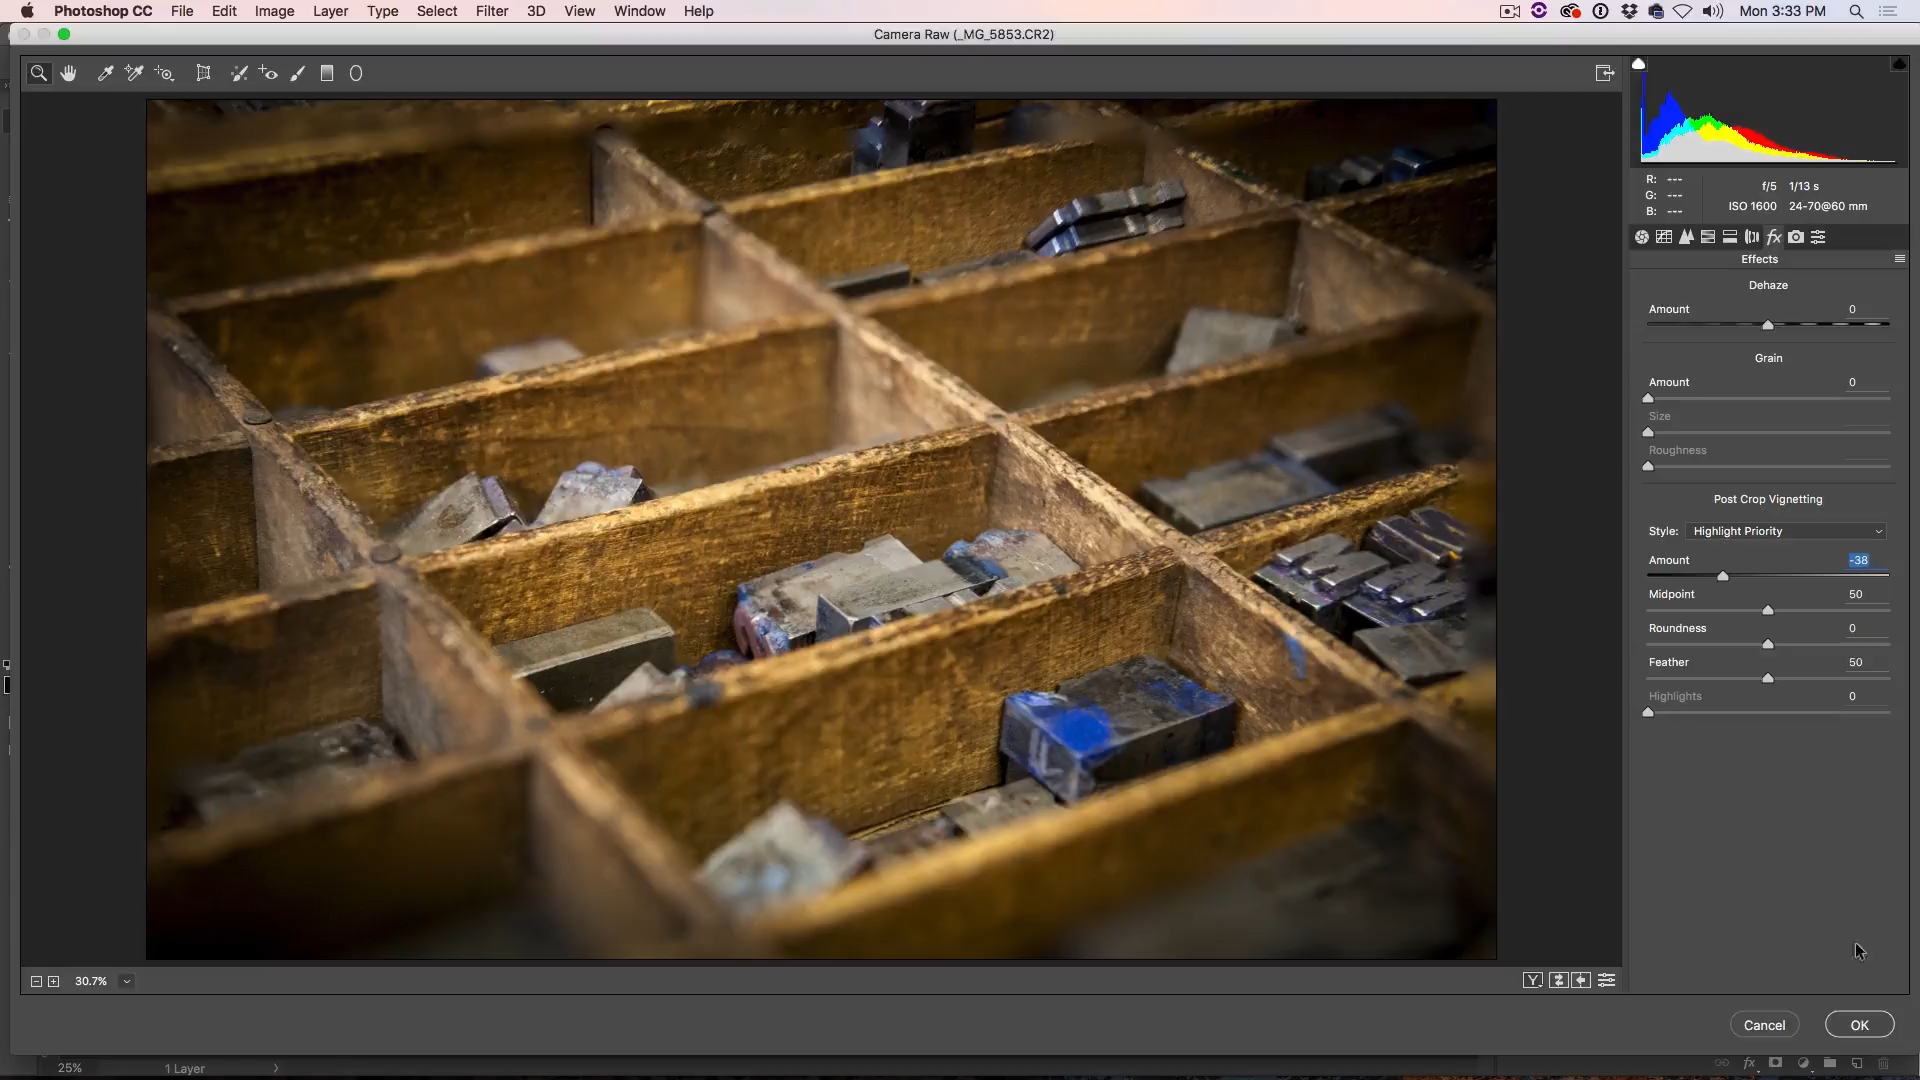 Photoshop CC File Edit Image Layer Type Select Filter 3D View Window Help Mon 3:33 PM
Camera Raw (_MG_5853.CR2)
R: ---
G: ---
B: ---
f/5 1/13 s
ISO 1600 24-70@60 mm
fx
Effects
Dehaze
Amount 0
Grain
Amount 0
Size
Roughness
Post Crop Vignetting
Style: Highlight Priority
Amount -38
Midpoint 50
Roundness 0
Feather 50
Highlights 0
30.7%
Y
Cancel OK
25% 1 Layer
fx